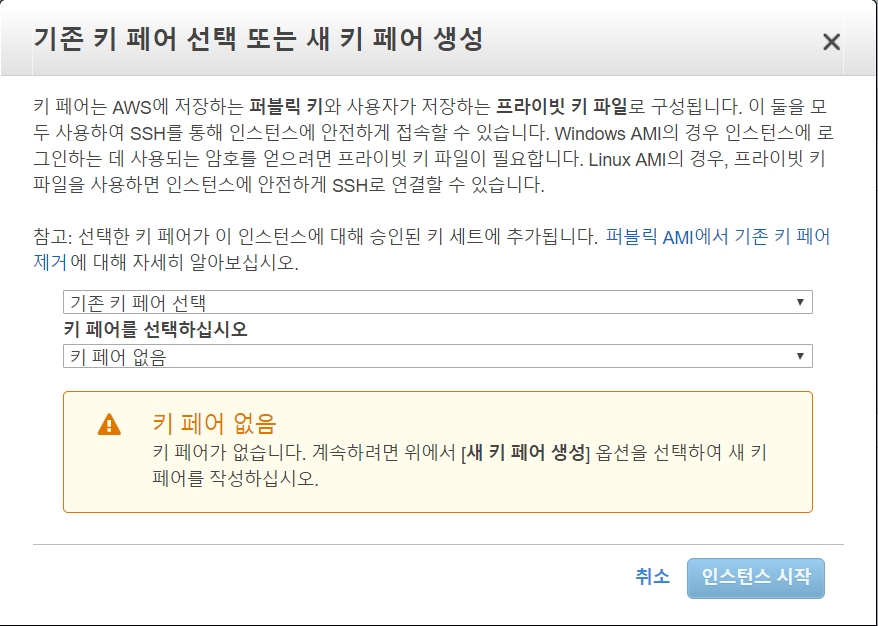 기존 키 페어 선택 또는 새 키 페어 생성
키 페어는 AWS에 저장하는 퍼블릭 키와 사용자가 저장하는 프라이빗 키 파일로 구성됩니다. 이 둘을 모
두 사용하여 SSH를 통해 인스턴스에 안전하게 접속할 수 있습니다. Windows AMI의 경우 인스턴스에 로
그인하는 데 사용되는 암호를 얻으려면 프라이빗 키 파일이 필요합니다. Linux AMI의 경우, 프라이빗 키
파일을 사용하면 인스턴스에 안전하게 SSH로 연결할 수 있습니다.
참고: 선택한 키 페어가 이 인스턴스에 대해 승인된 키 세트에 추가됩니다. 퍼블릭 AMI에서 기존 키 페어
제거에 대해 자세히 알아보십시오.
기존 키 페어 선택
키 페어를 선택하십시오
키 페어 없음
키 페어 없음
키 페어가 없습니다. 계속하려면 위에서 [새 키 페어 생성] 옵션을 선택하여 새 키
페어를 작성하십시오.
취소 인스턴스 시작